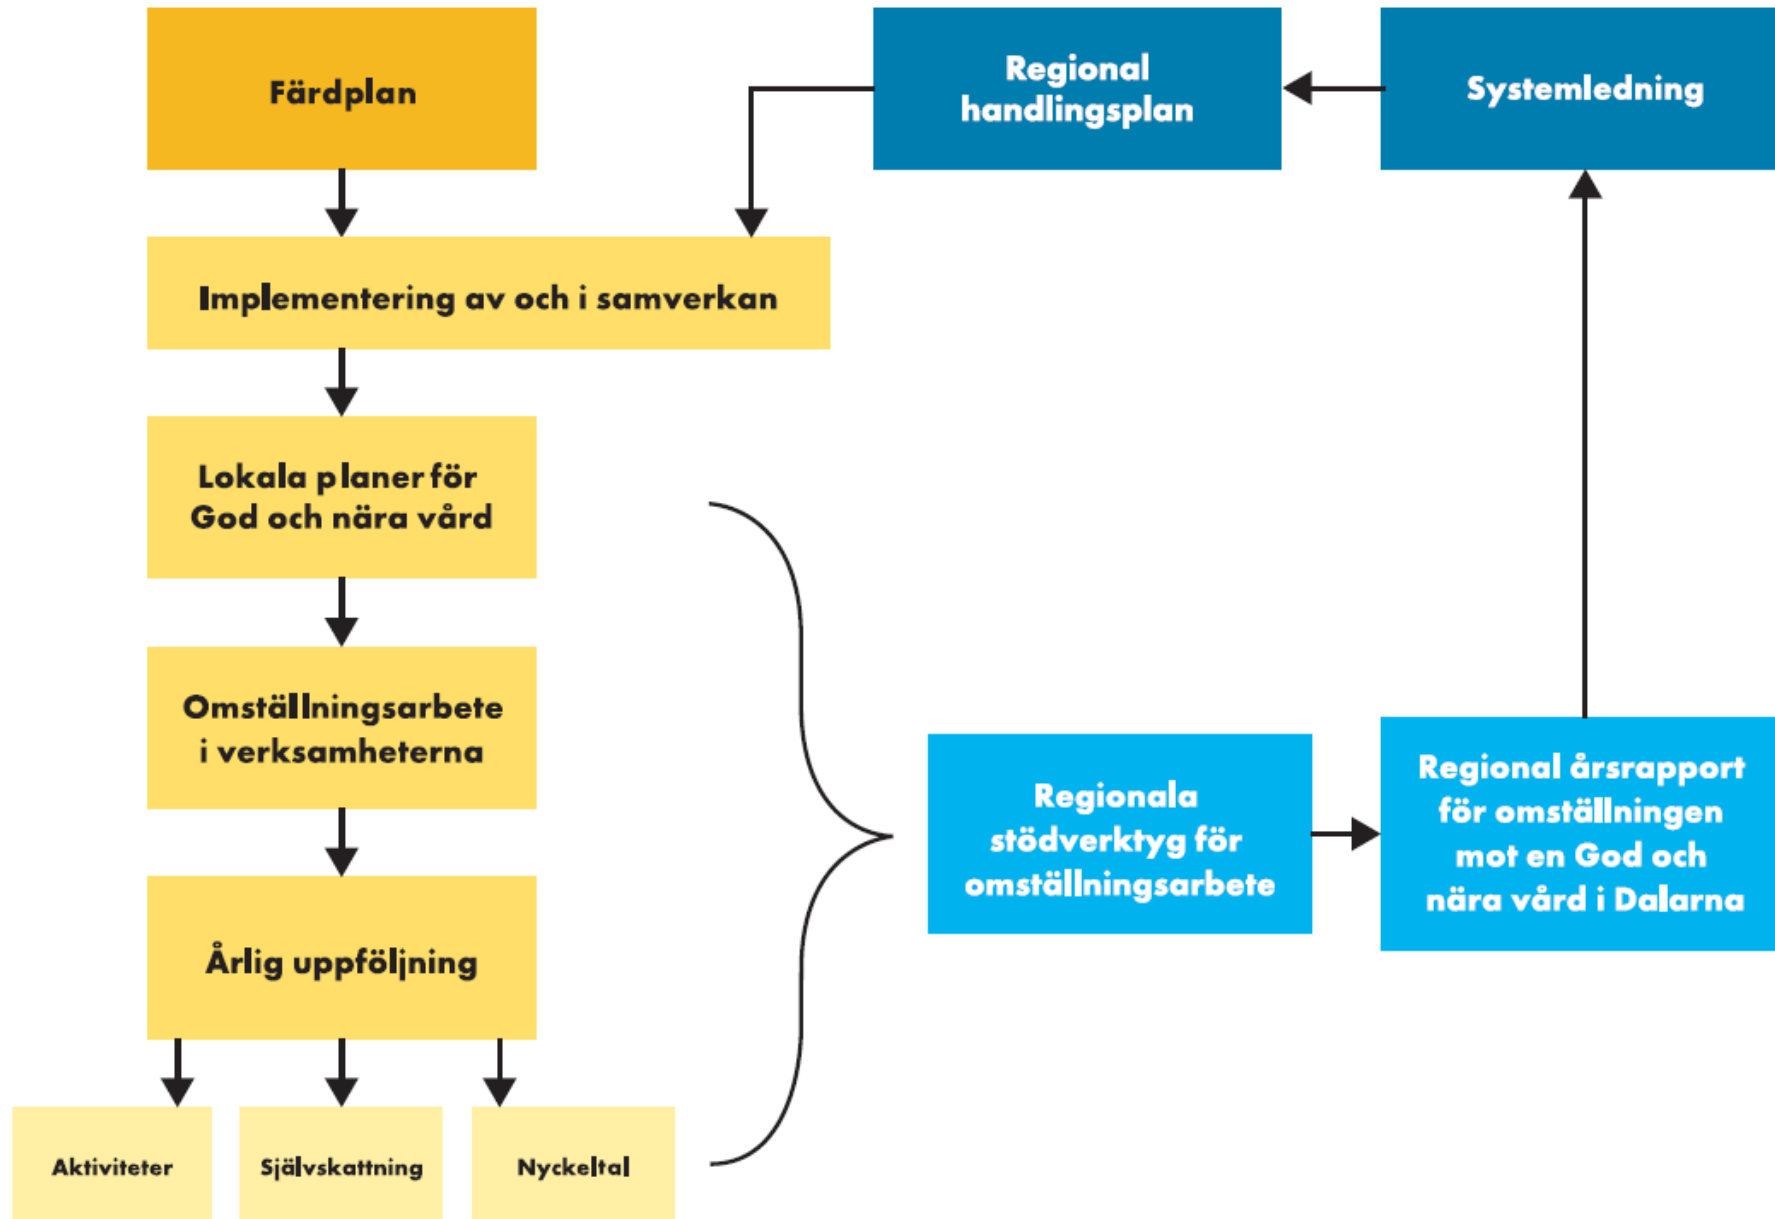 Färdplan
Regional
handlingsplan
Systemledning
Implementering av och i samverkan
Lokala planer för
God och nära vård
Omställningsarbete
i verksamheterna
Regionala
stödverktyg för
omställningsarbete
Regional årsrapport
för omställningen
mot en God och
nära vård i Dalarna
Årlig uppföljning
Aktiviteter
Självskattning
Nyckeltal